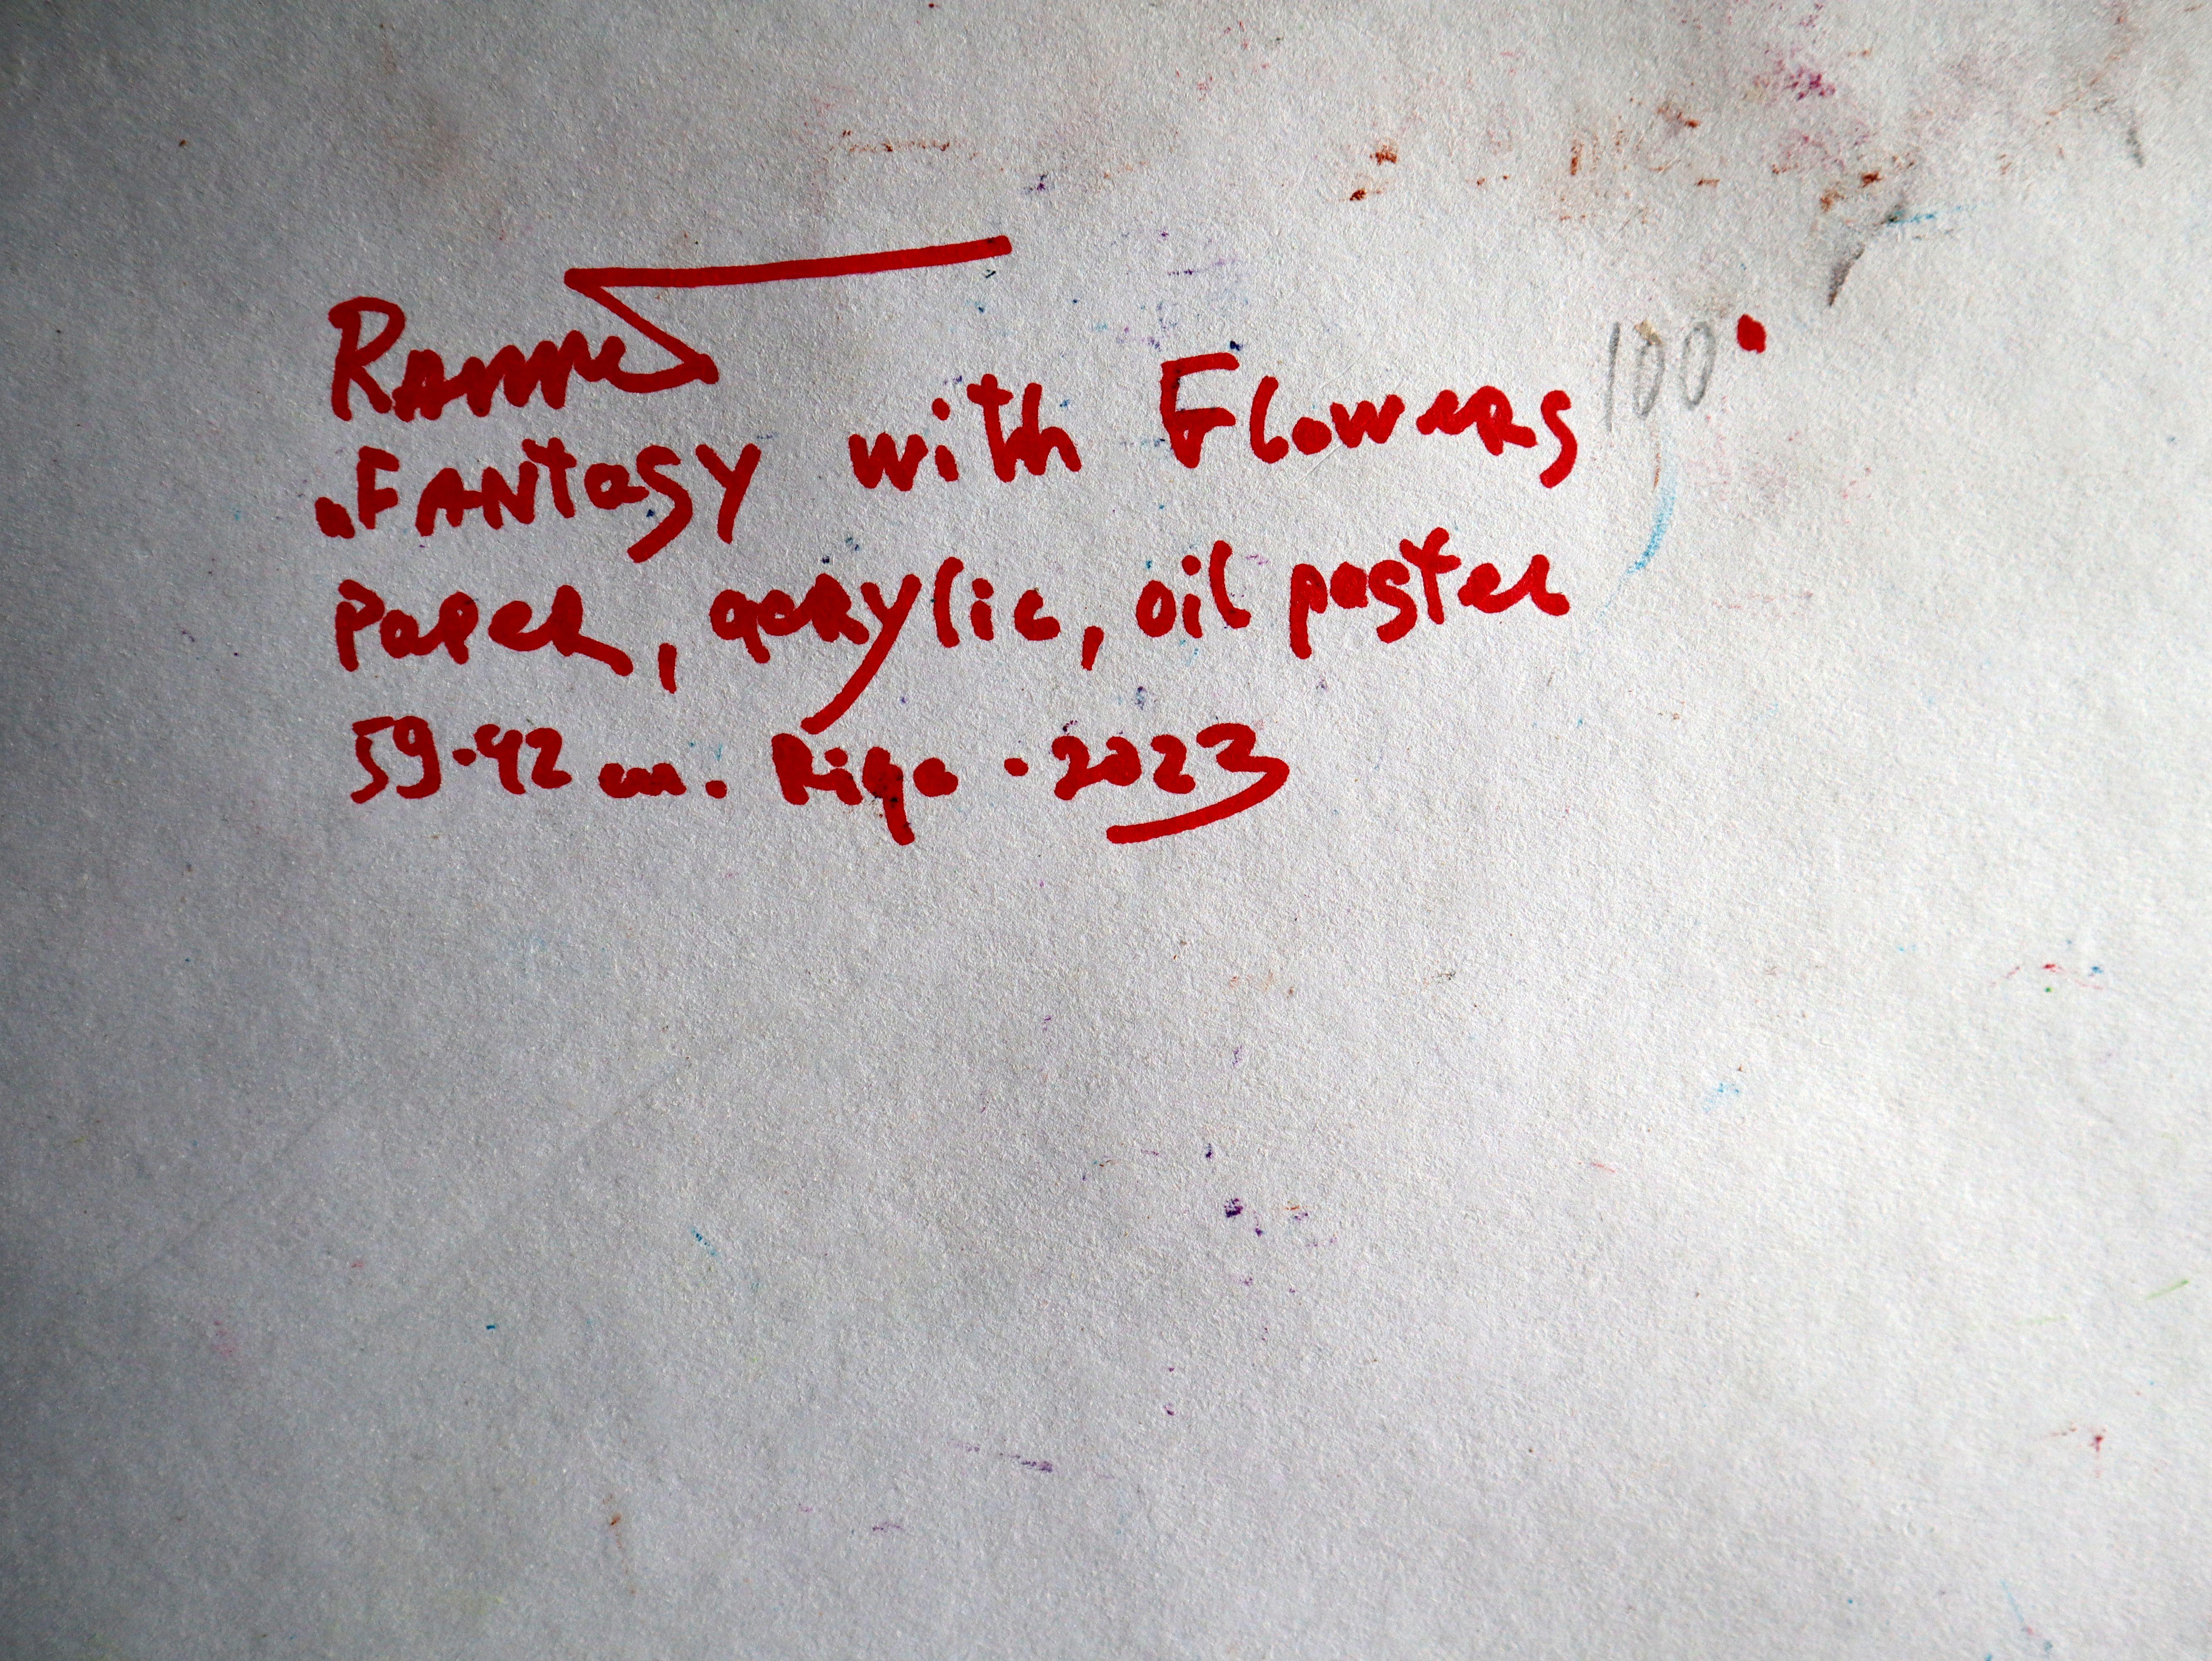 .FANTasy with Flowers 100
Paper, acrylic, oil pastel
59.42 cm. Riga . 2023